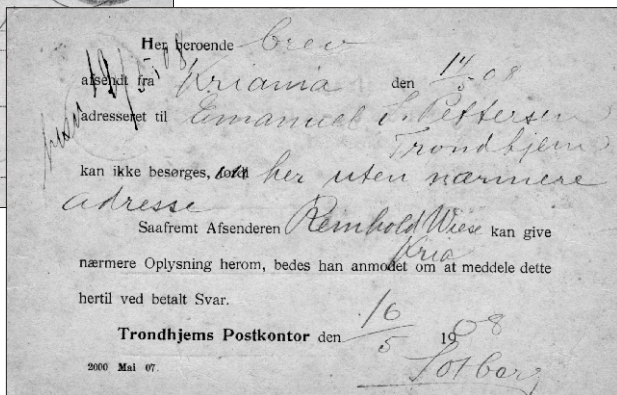 Her beroende brev
afsendt fra Kriania den 14/5 08
adresseret til Emanuel S. Pettersen
Trondhjem
kan ikke besørges, her uten nærmere
adresse
Saafremt Afsenderen Reinhold Wiese kan give
Kria
nærmere Oplysning herom, bedes han anmodet om at meddele dette
hertil ved betalt Svar.
Trondhjems Postkontor den 16/5 1908
2000 Mai 07.